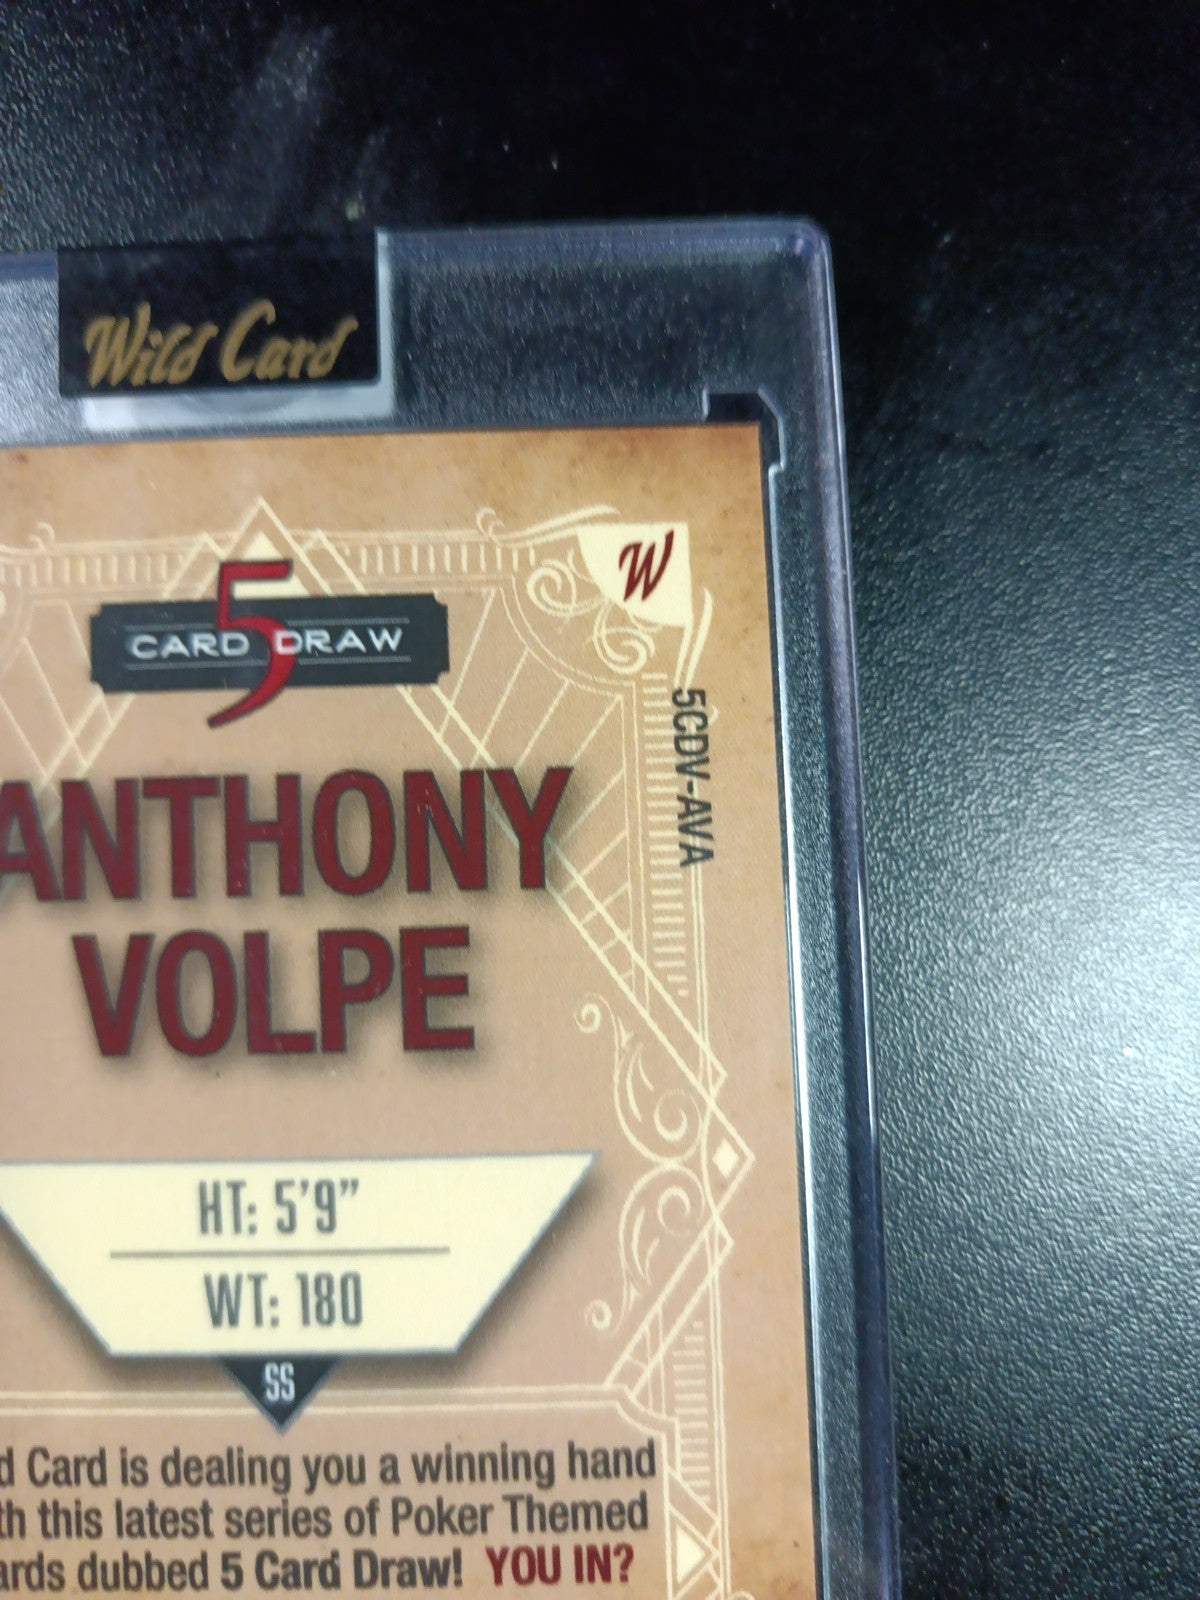 Wild Card
W
5
CARD DRAW
5CDV-AVA
ANTHONY
VOLPE
HT: 5'9”
WT: 180
SS
d Card is dealing you a winning hand
th this latest series of Poker Themed
ards dubbed 5 Card Draw! YOU IN?